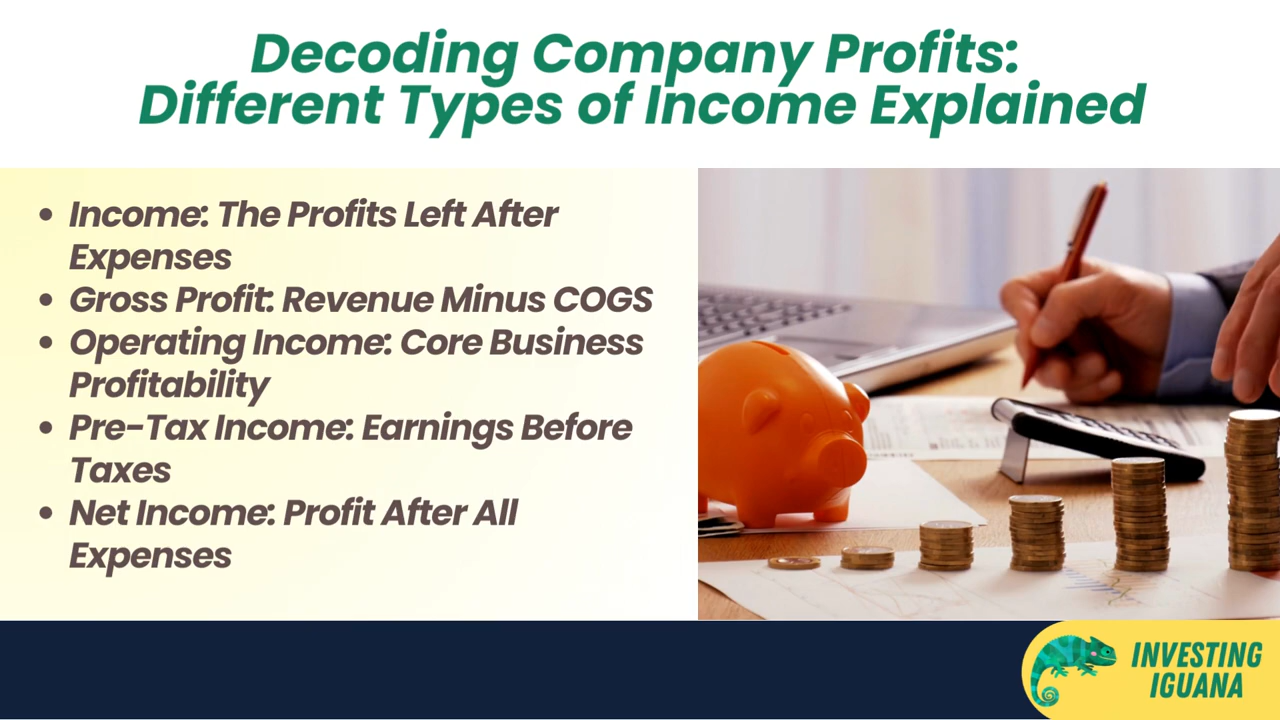 Decoding Company Profits:
Different Types of Income Explained
• Income: The Profits Left After
Expenses
• Gross Profit: Revenue Minus COGS
• Operating Income: Core Business
Profitability
• Pre-Tax Income: Earnings Before
Taxes
• Net Income: Profit After All
Expenses
INVESTING
IGUANA